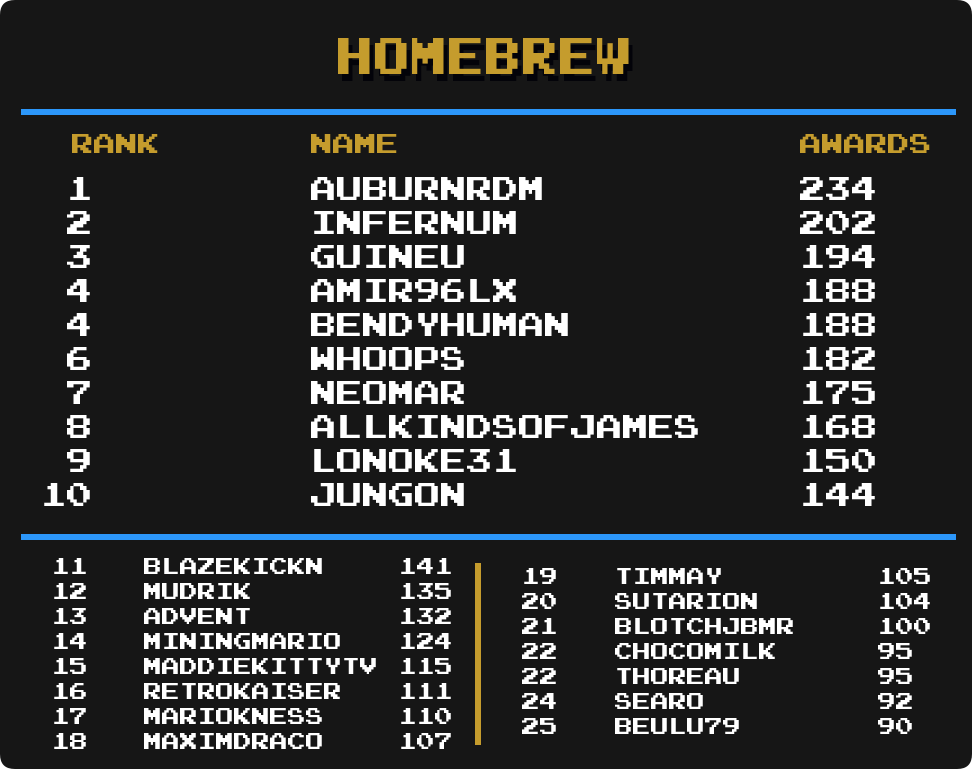 HOMEBREW
RANK NAME AWARDS
1 AUBURNRDM 234
2 INFERNUM 202
3 GUINEU 194
4 AMIR96LX 188
4 BENDYHUMAN 188
6 WHOOPS 182
7 NEOMAR 175
8 ALLKINDSOFJAMES 168
9 LONOKE31 150
10 JUNGON 144
11 BLAZEKICKN 141
12 MUDRIK 135
13 ADVENT 132
14 MININGMARIO 124
15 MADDIEKITTYTV 115
16 RETROKAISER 111
17 MARIOKNESS 110
18 MAXIMDRACO 107
19 TIMMAY 105
20 SUTARION 104
21 BLOTCHJBMR 100
22 CHOCOMILK 95
22 THOREAU 95
24 SEARO 92
25 BEULU79 90